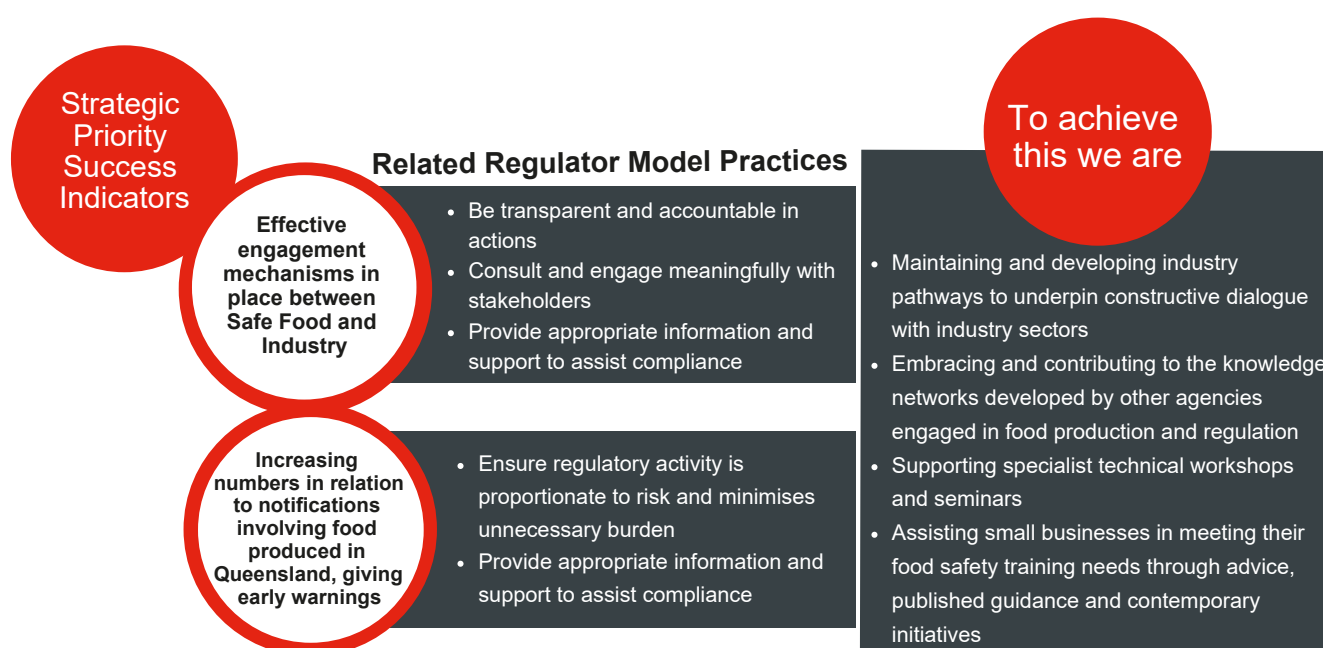 Strategic
Priority
Success
Indicators
Effective
engagement
mechanisms in
place between
Safe Food and
Industry
Increasing
numbers in relation
to notifications
involving food
produced in
Queensland, giving
early warnings
Related Regulator Model Practices
• Be transparent and accountable in
actions
• Consult and engage meaningfully with
stakeholders
• Provide appropriate information and
support to assist compliance
• Ensure regulatory activity is
proportionate to risk and minimises
unnecessary burden
• Provide appropriate information and
support to assist compliance
To achieve
this we are
• Maintaining and developing industry
pathways to underpin constructive dialogue
with industry sectors
• Embracing and contributing to the knowledge
networks developed by other agencies
engaged in food production and regulation
• Supporting specialist technical workshops
and seminars
• Assisting small businesses in meeting their
food safety training needs through advice,
published guidance and contemporary
initiatives